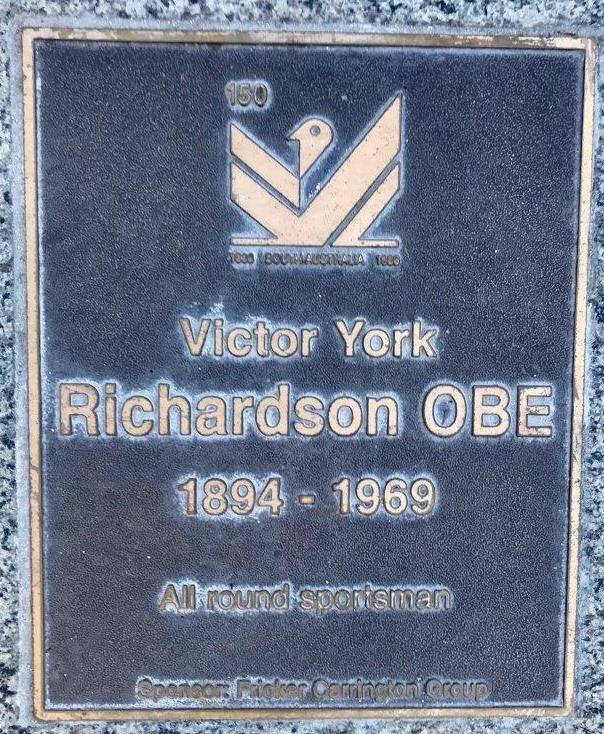 150
1836 SOUTH AUSTRALIA 1986
Victor York
Richardson OBE
1894 - 1969
All round sportsman
Sponsor: Fricker Carrington Group